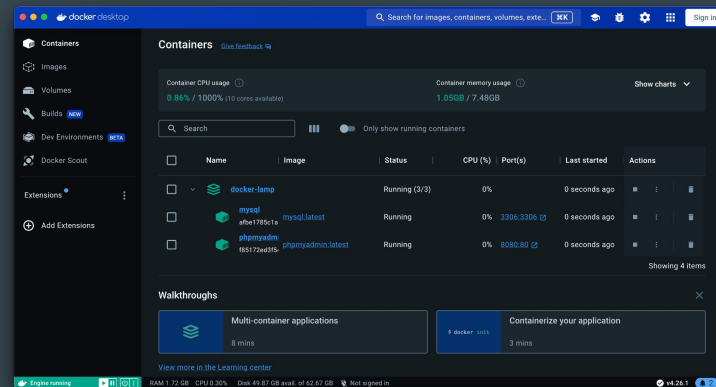 docker desktop
Search for images, containers, volumes, exte... ⌘K
Sign in
Containers
Images
Volumes
Builds NEW
Dev Environments BETA
Docker Scout
Extensions
Add Extensions
Containers Give feedback
Container CPU usage
0.86% / 1000% (10 cores available)
Container memory usage
1.05GB / 7.48GB
Show charts
Search
Only show running containers
Name Image Status CPU (%) Port(s) Last started Actions
docker-lamp Running (3/3) 0% 0 seconds ago
mysql
afbe1785c1a mysql:latest Running 0% 3306:3306 0 seconds ago
phpmyadm
f85172ed3f5 phpmyadmin:latest Running 0% 8080:80 0 seconds ago
Showing 4 items
Walkthroughs
Multi-container applications
8 mins
$ docker init
Containerize your application
3 mins
View more in the Learning center
Engine running
RAM 1.72 GB CPU 0.30% Disk 49.87 GB avail. of 62.67 GB Not signed in
v4.26.1